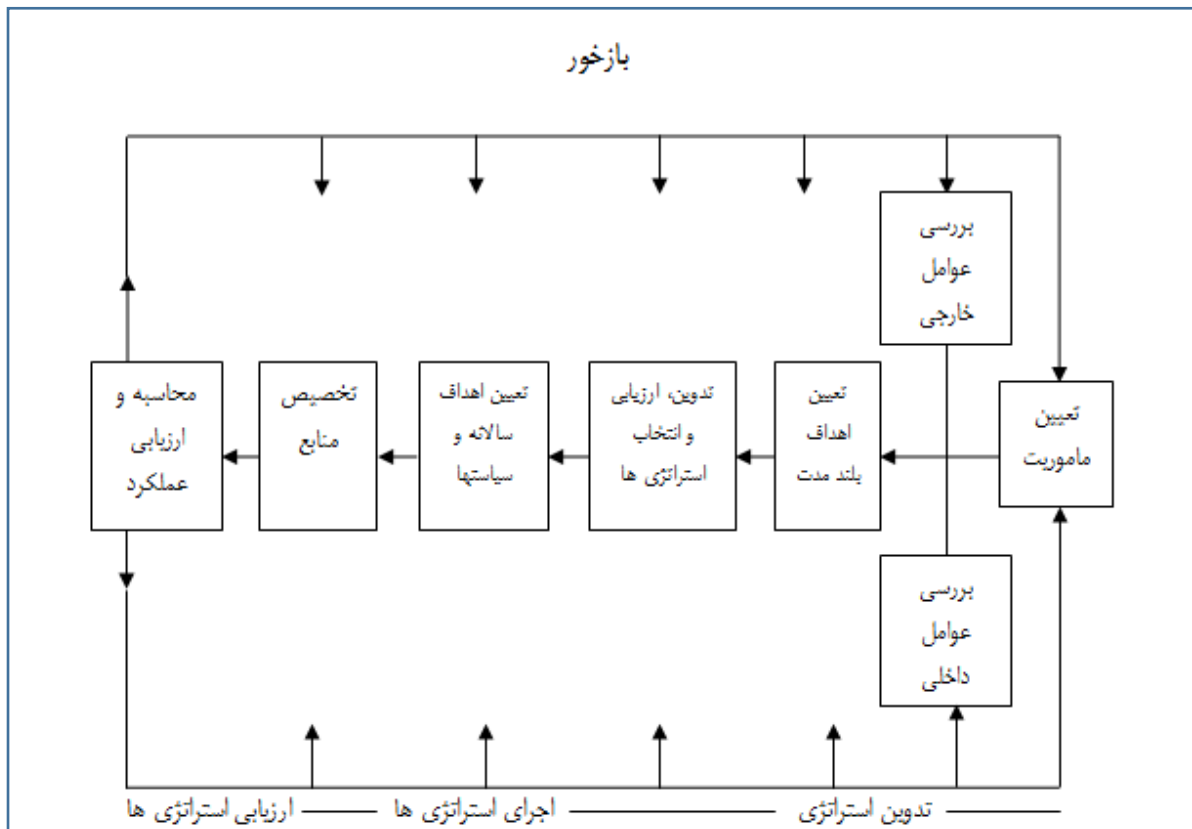 بازخور
بررسی
عوامل
خارجی
تعیین
ماموریت
تعیین
اهداف
بلند مدت
تدوین، ارزیابی
و انتخاب
استراتژی ها
تعیین اهداف
سالانه و
سیاستها
تخصیص
منابع
محاسبه و
ارزیابی
عملکرد
بررسی
عوامل
داخلی
تدوین استراتژی
اجرای استراتژی ها
ارزیابی استراتژی ها